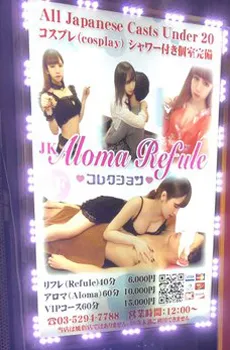 All Japanese Casts Under 20
コスプレ(cosplay) シャワー付き個室完備
JK Aloma Refule
コレクション
リフレ(Refule)40分 6,000円
アロマ(Aloma)60分 10,000円
VIPコース60分 15,000円
☎03-5294-7788 営業時間:12:00~